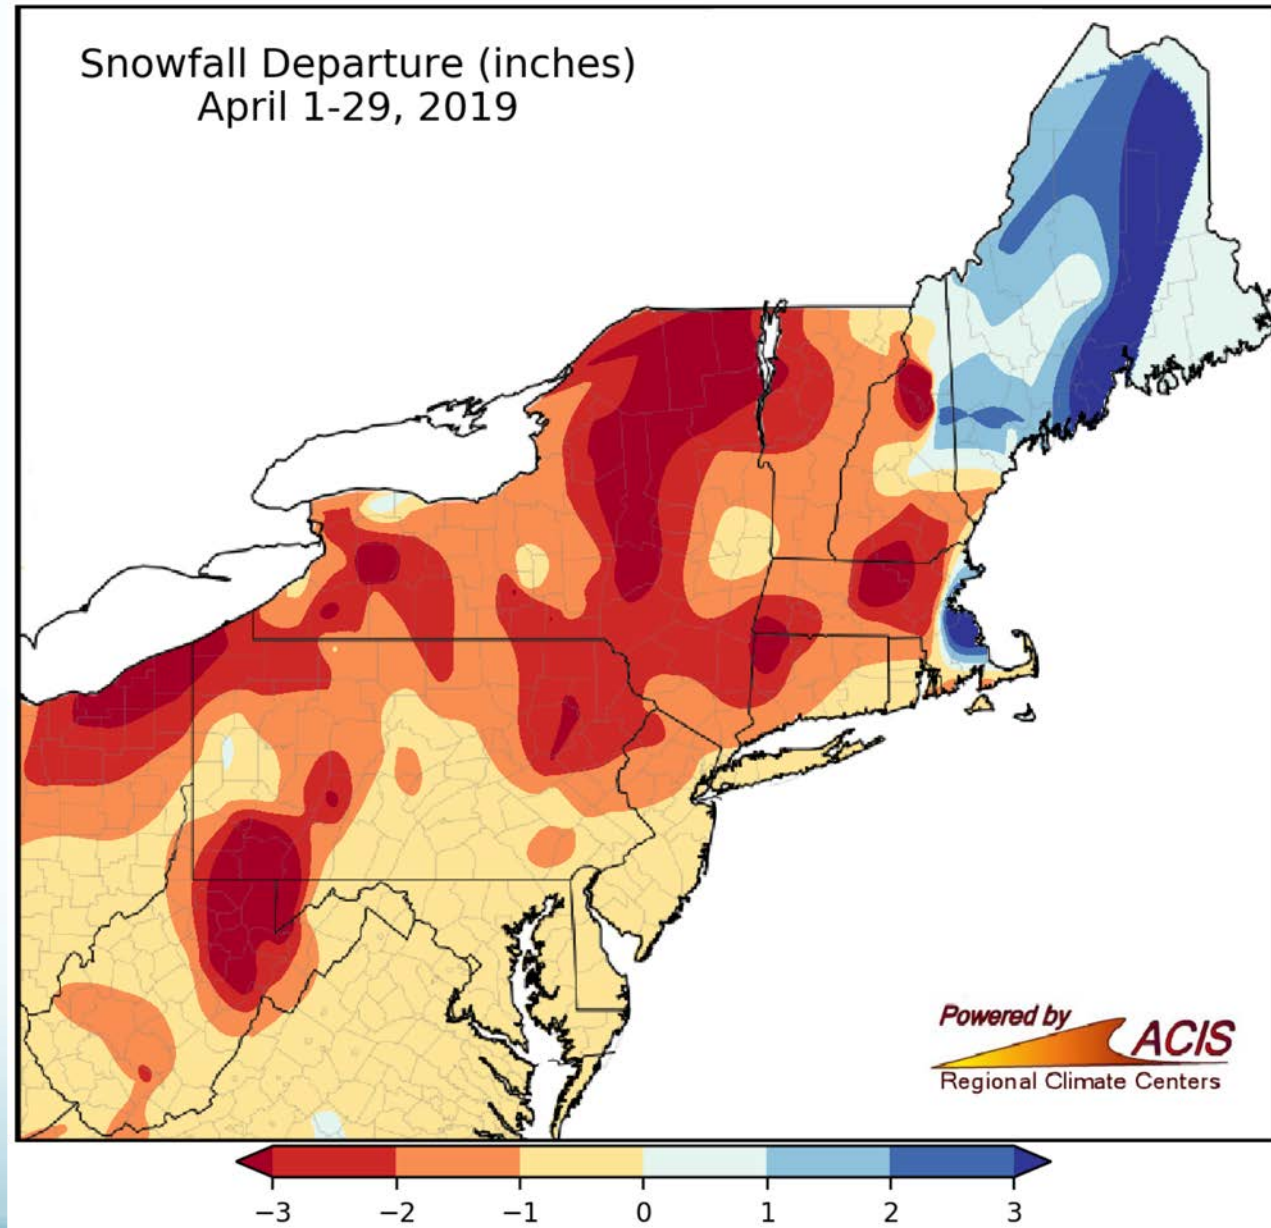 Snowfall Departure (inches)
April 1-29, 2019
Powered by
ACIS
Regional Climate Centers
−3 −2 −1 0 1 2 3